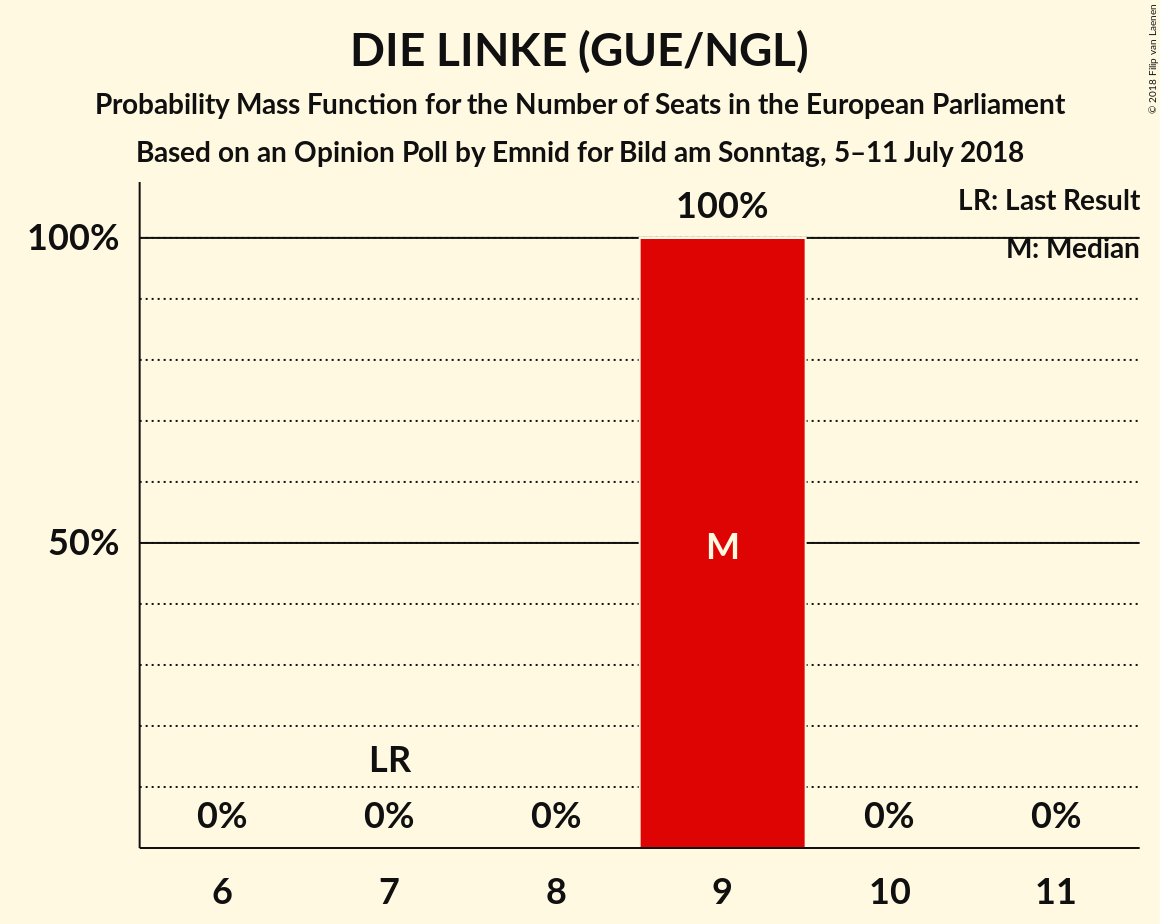 DIE LINKE (GUE/NGL)
Probability Mass Function for the Number of Seats in the European Parliament
Based on an Opinion Poll by Emnid for Bild am Sonntag, 5–11 July 2018
© 2018 Filip van Laenen
LR: Last Result
M: Median
100%
100%
50%
M
LR
0%
0%
0%
0%
0%
6
7
8
9
10
11